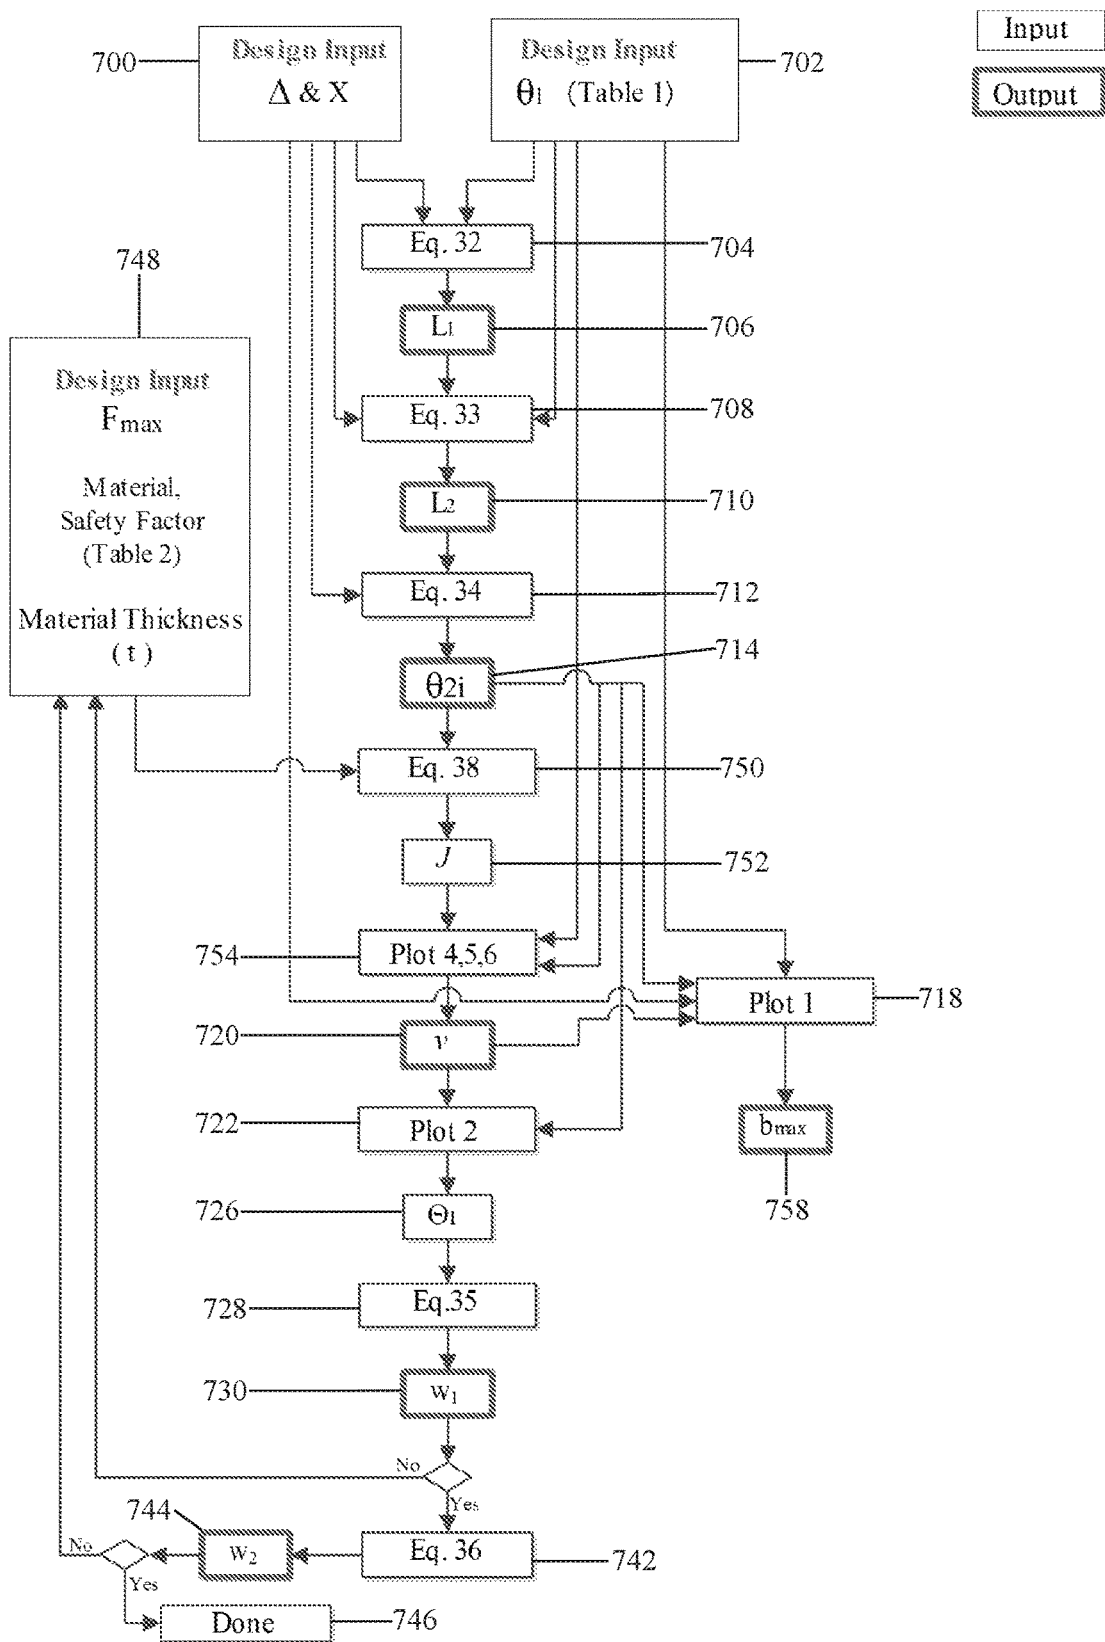 700
Design Input
Δ & X
Design Input
θ1 (Table 1)
702
Input
Output
Eq. 32
704
748
L1
706
Design Input
Fmax
Material,
Safety Factor
(Table 2)
Material Thickness
( t )
Eq. 33
708
L2
710
Eq. 34
712
θ2i
714
Eq. 38
750
J
752
754
Plot 4,5,6
Plot 1
718
720
v
722
Plot 2
bmax
758
726
Θ1
728
Eq.35
730
w1
No
Yes
744
No
w2
Eq. 36
742
Yes
Done
746